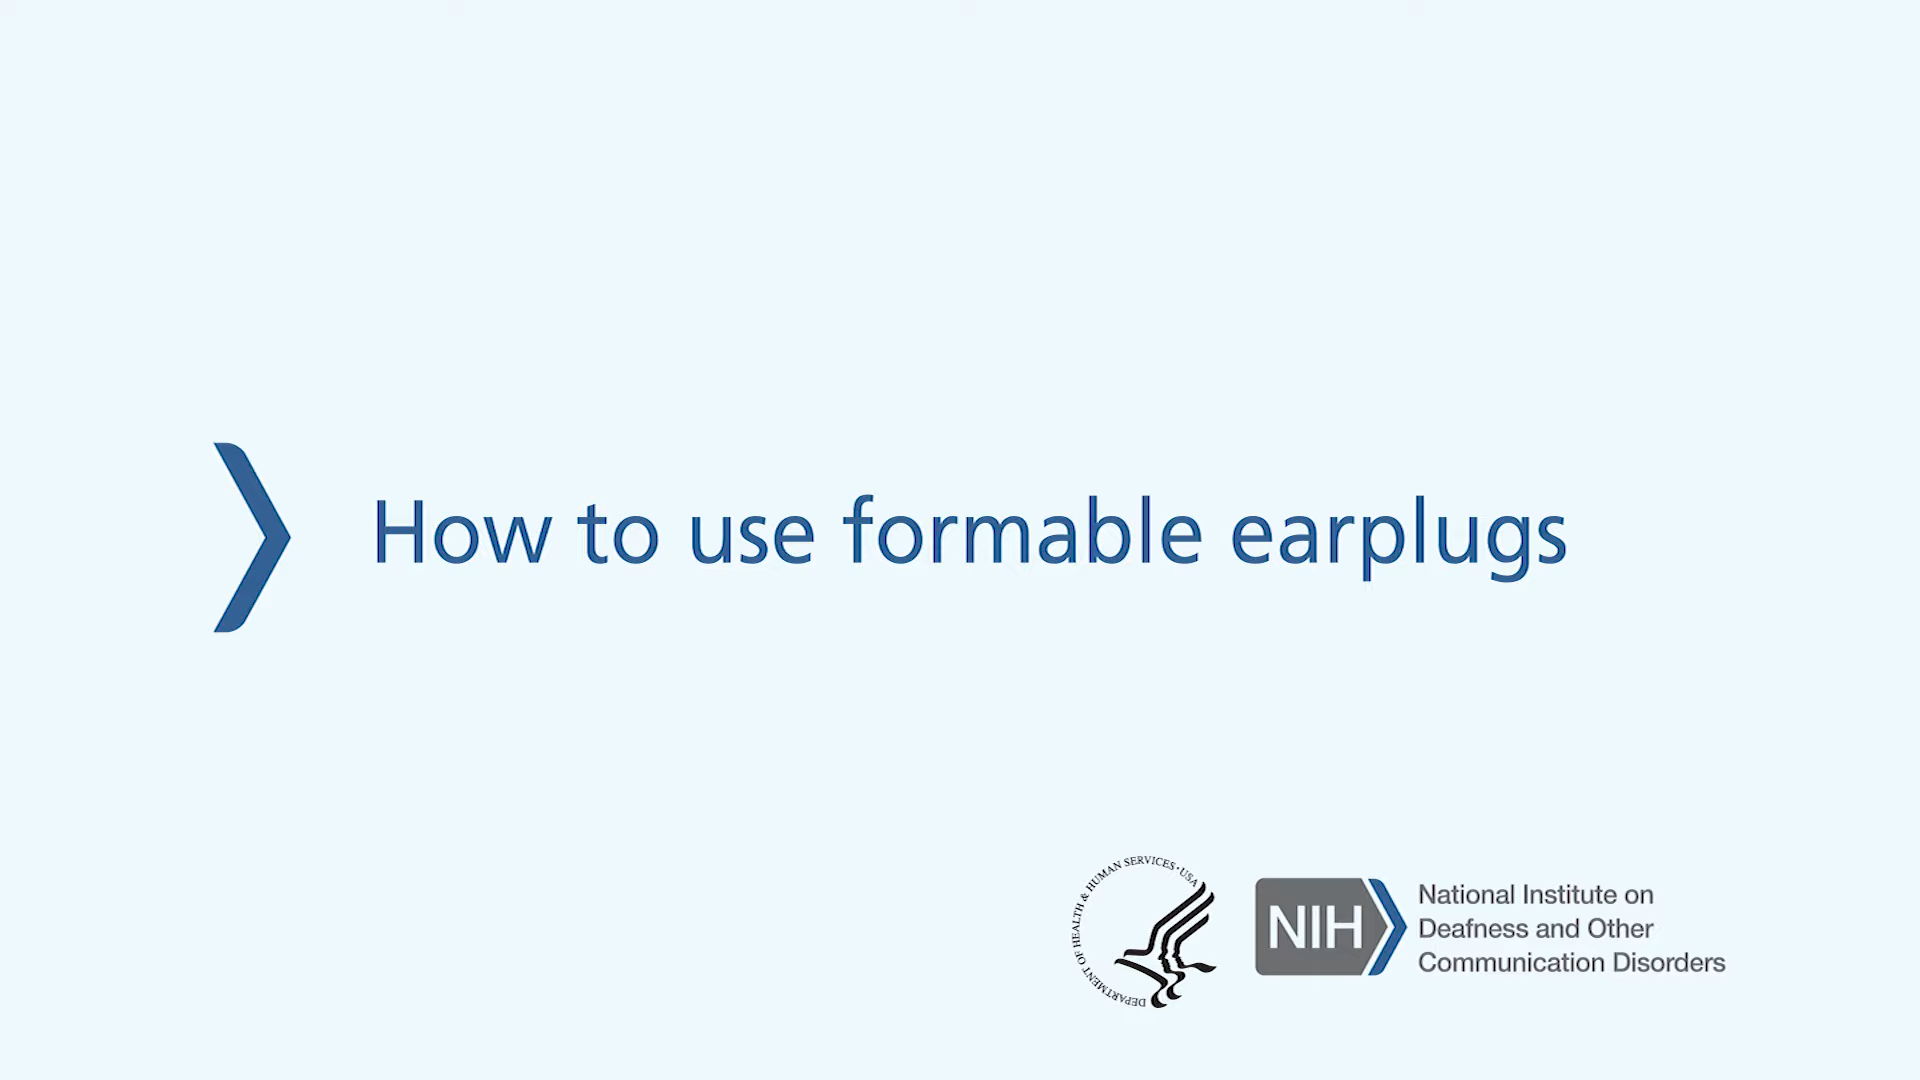 How to use formable earplugs
DEPARTMENT OF HEALTH & HUMAN SERVICES · USA
NIH
National Institute on
Deafness and Other
Communication Disorders